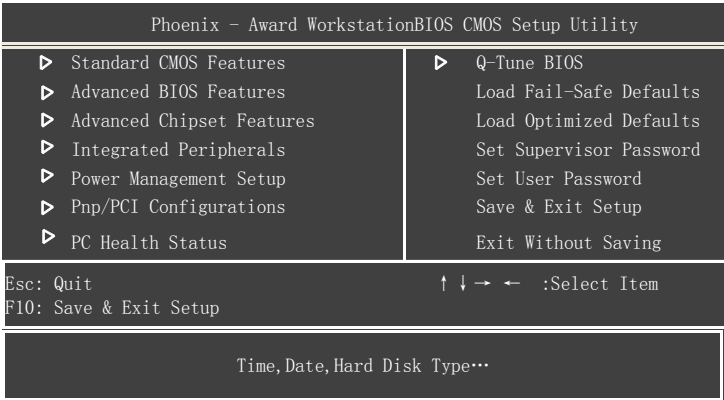 Phoenix - Award WorkstationBIOS CMOS Setup Utility
Standard CMOS Features
Advanced BIOS Features
Advanced Chipset Features
Integrated Peripherals
Power Management Setup
Pnp/PCI Configurations
PC Health Status
Q-Tune BIOS
Load Fail-Safe Defaults
Load Optimized Defaults
Set Supervisor Password
Set User Password
Save & Exit Setup
Exit Without Saving
Esc: Quit
↑↓→ ← :Select Item
F10: Save & Exit Setup
Time,Date,Hard Disk Type…